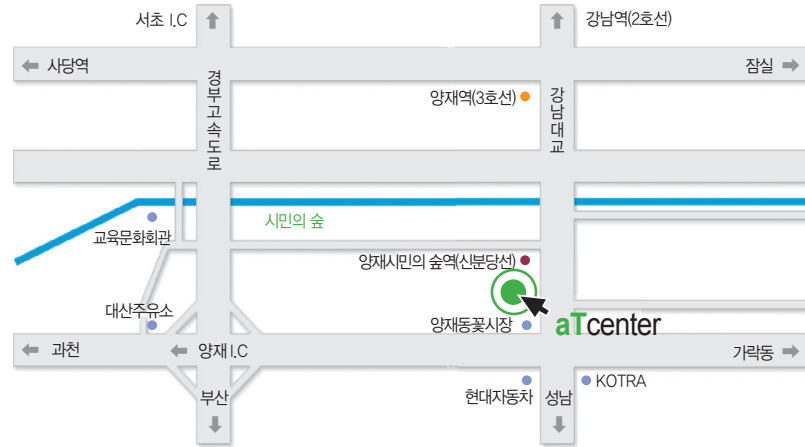 서초 I.C
강남역(2호선)
사당역
잠실
경부고속도로
양재역(3호선)
강남대교
시민의 숲
교육문화회관
양재시민의 숲역(신분당선)
대산주유소
양재동꽃시장
aTcenter
과천
양재 I.C
가락동
부산
현대자동차
성남
KOTRA